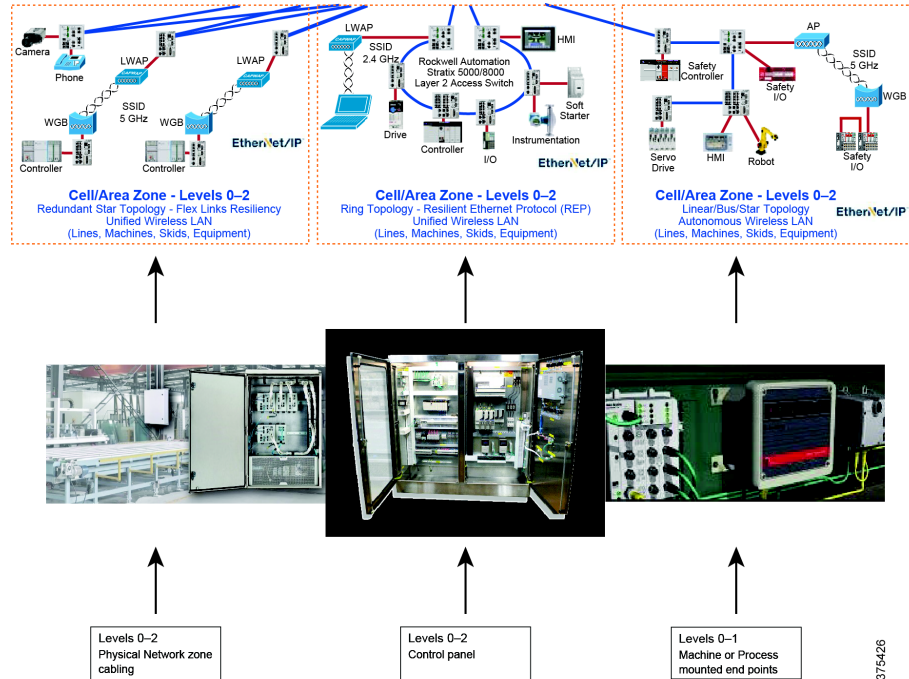 Camera
Phone
LWAP
CAPWAP
SSID
5 GHz
WGB
Controller
LWAP
CAPWAP
WGB
Controller
EtherNet/IP
Cell/Area Zone - Levels 0–2
Redundant Star Topology - Flex Links Resiliency
Unified Wireless LAN
(Lines, Machines, Skids, Equipment)
LWAP
CAPWAP
SSID
2.4 GHz
Rockwell Automation
Stratix 5000/8000
Layer 2 Access Switch
HMI
Soft
Starter
Instrumentation
Drive
Controller
I/O
EtherNet/IP
Cell/Area Zone - Levels 0–2
Ring Topology - Resilient Ethernet Protocol (REP)
Unified Wireless LAN
(Lines, Machines, Skids, Equipment)
AP
SSID
5 GHz
WGB
Safety
Controller
Safety
I/O
Servo
Drive
HMI
Robot
Safety
I/O
Cell/Area Zone - Levels 0–2
Linear/Bus/Star Topology
Autonomous Wireless LAN
(Lines, Machines, Skids, Equipment)
EtherNet/IP
Levels 0–2
Physical Network zone
cabling
Levels 0–2
Control panel
Levels 0–1
Machine or Process
mounted end points
375426